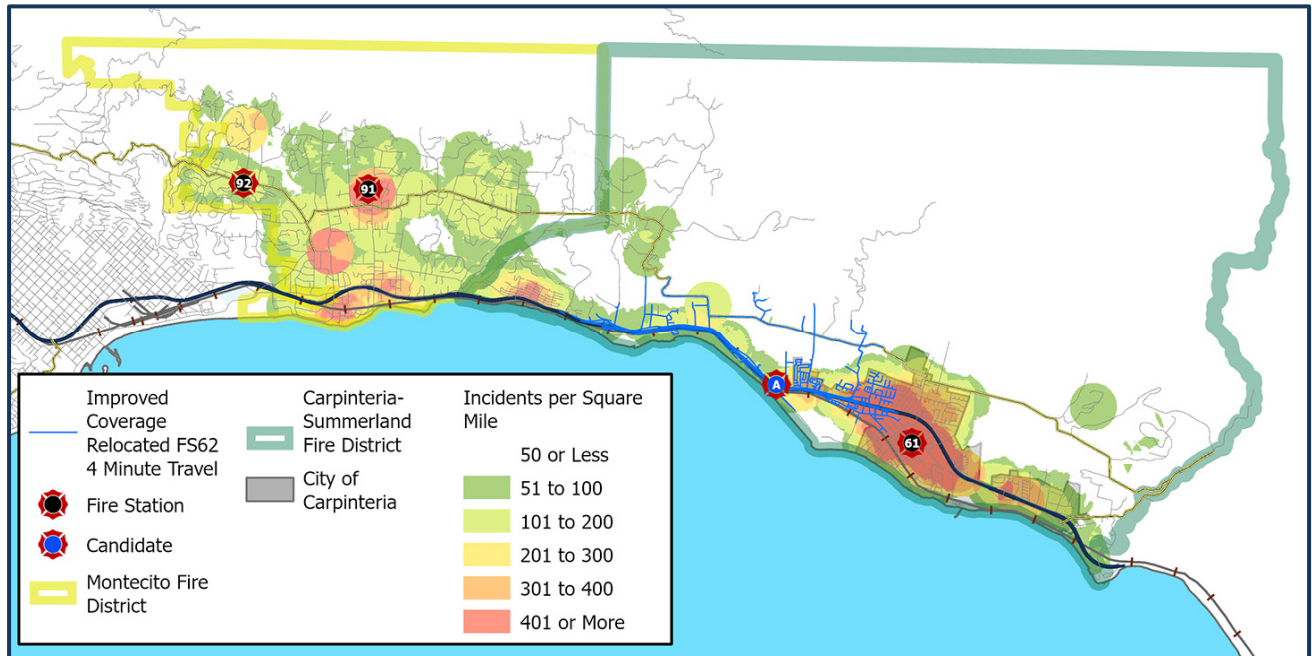 92
91
A
61
Improved
Coverage
Relocated FS62
4 Minute Travel
Fire Station
Candidate
Montecito Fire
District
Carpinteria-
Summerland
Fire District
City of
Carpinteria
Incidents per Square
Mile
50 or Less
51 to 100
101 to 200
201 to 300
301 to 400
401 or More